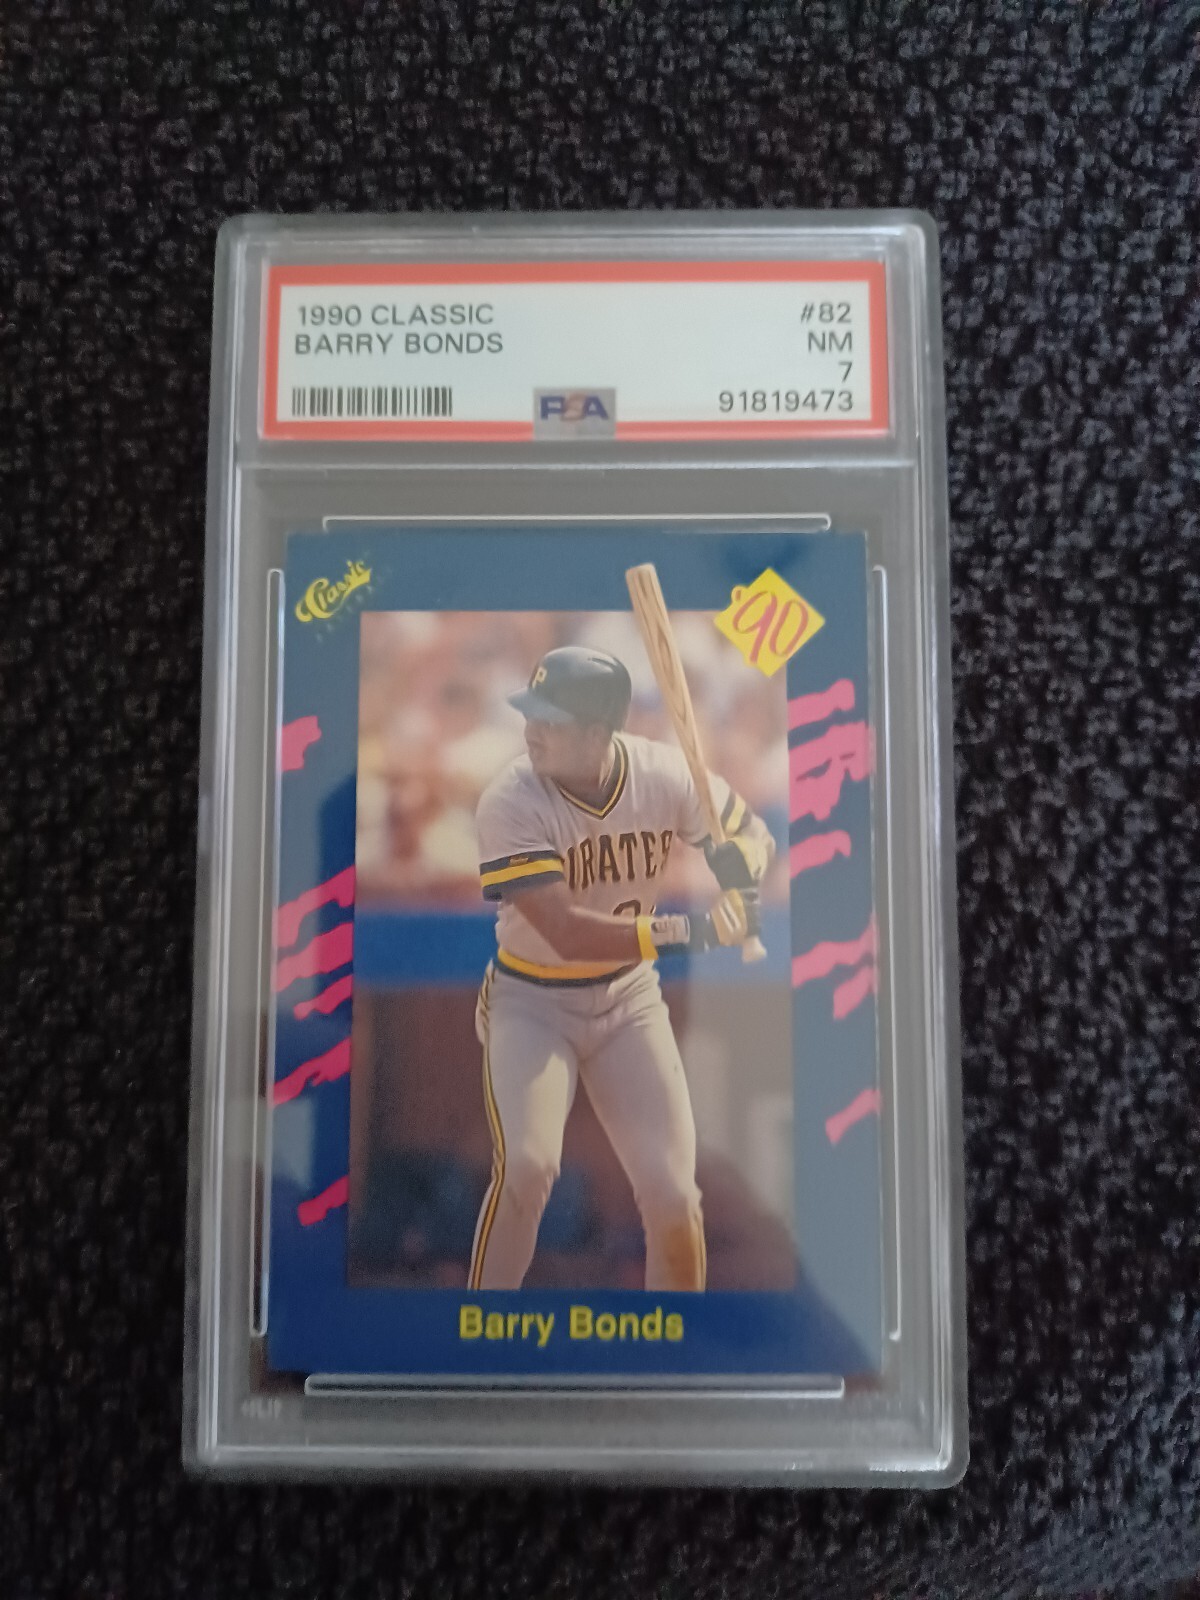 1990 CLASSIC #82
BARRY BONDS NM
7
PSA 91819473
Classic
'90
P
PIRATES
Barry Bonds